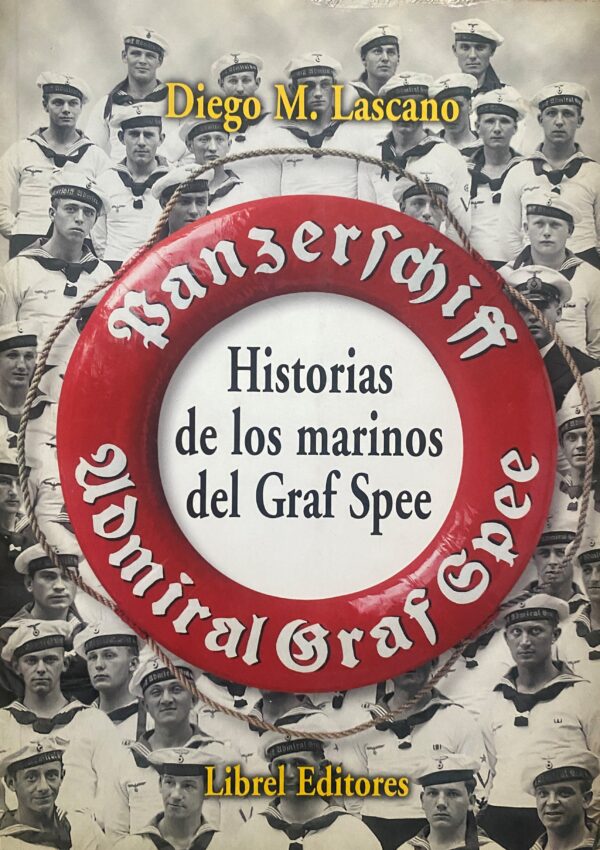 Diego M. Lascano
Panzerschiff
Historias
de los marinos
del Graf Spee
Admiral Graf Spee
Librel Editores